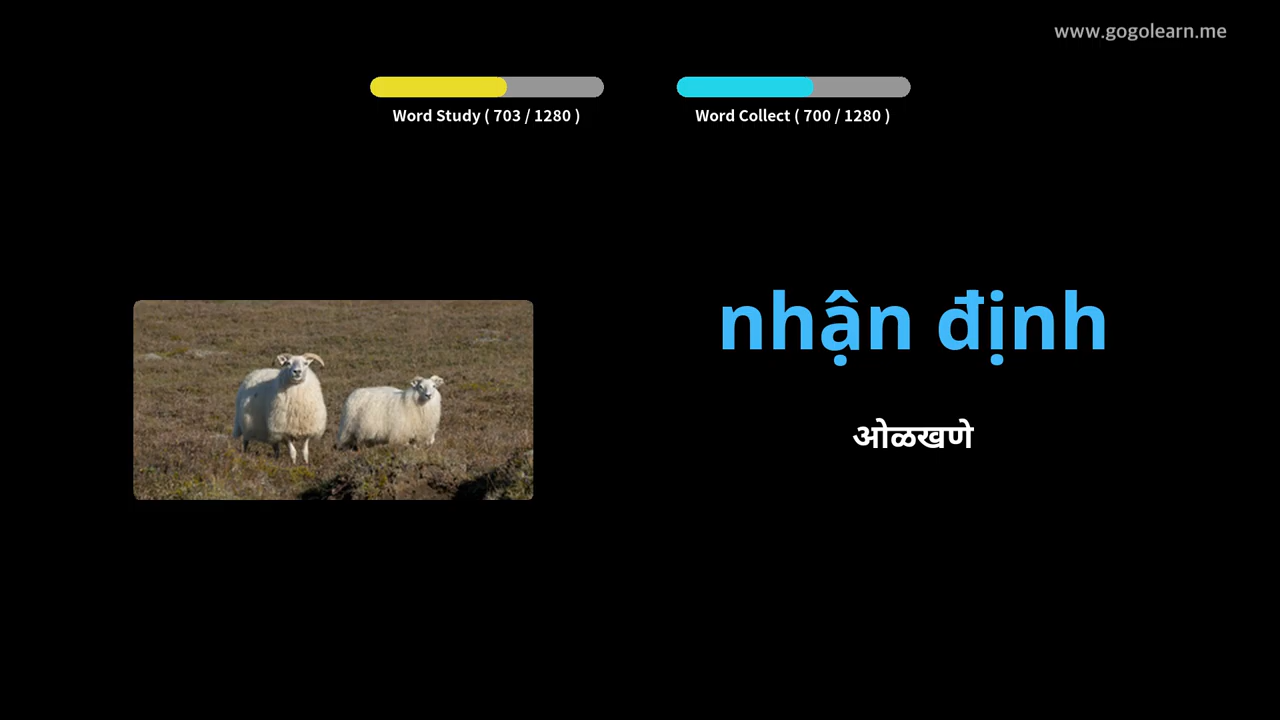 www.gogolearn.me
Word Study ( 703 / 1280 )
Word Collect ( 700 / 1280 )
nhận định
ओळखणे